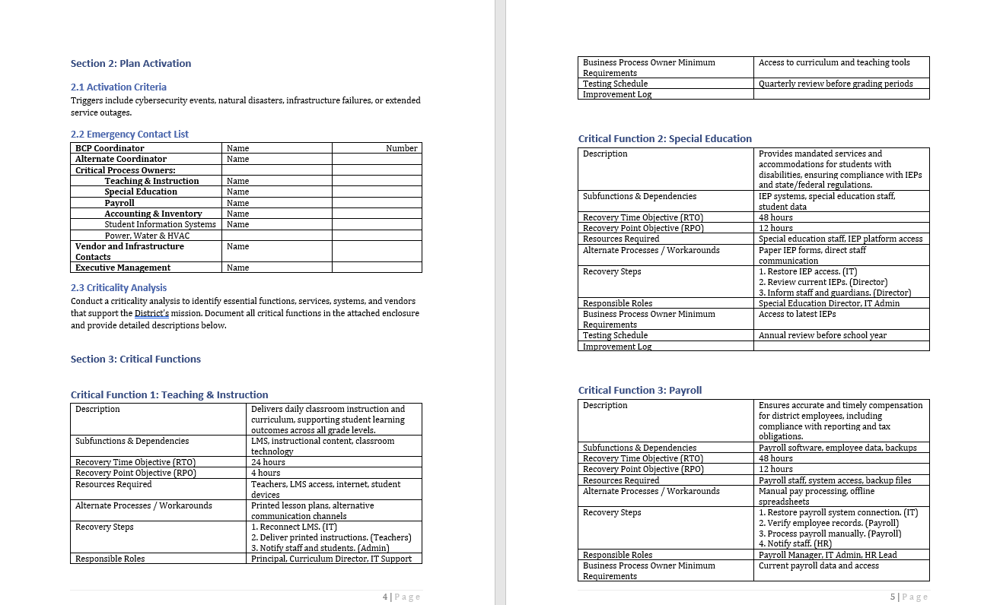 Section 2: Plan Activation
2.1 Activation Criteria
Triggers include cybersecurity events, natural disasters, infrastructure failures, or extended
service outages.
2.2 Emergency Contact List
BCP Coordinator Name Number
Alternate Coordinator Name
Critical Process Owners:
Teaching & Instruction Name
Special Education Name
Payroll Name
Accounting & Inventory Name
Student Information Systems Name
Power, Water & HVAC
Vendor and Infrastructure Name
Contacts
Executive Management Name
2.3 Criticality Analysis
Conduct a criticality analysis to identify essential functions, services, systems, and vendors
that support the District's mission. Document all critical functions in the attached enclosure
and provide detailed descriptions below.
Section 3: Critical Functions
Critical Function 1: Teaching & Instruction
Description Delivers daily classroom instruction and
curriculum, supporting student learning
outcomes across all grade levels.
Subfunctions & Dependencies LMS, instructional content, classroom
technology
Recovery Time Objective (RTO) 24 hours
Recovery Point Objective (RPO) 4 hours
Resources Required Teachers, LMS access, internet, student
devices
Alternate Processes / Workarounds Printed lesson plans, alternative
communication channels
Recovery Steps 1. Reconnect LMS. (IT)
2. Deliver printed instructions. (Teachers)
3. Notify staff and students. (Admin)
Responsible Roles Principal, Curriculum Director, IT Support
4 | Page
Business Process Owner Minimum Access to curriculum and teaching tools
Requirements
Testing Schedule Quarterly review before grading periods
Improvement Log
Critical Function 2: Special Education
Description Provides mandated services and
accommodations for students with
disabilities, ensuring compliance with IEPs
and state/federal regulations.
Subfunctions & Dependencies IEP systems, special education staff,
student data
Recovery Time Objective (RTO) 48 hours
Recovery Point Objective (RPO) 12 hours
Resources Required Special education staff, IEP platform access
Alternate Processes / Workarounds Paper IEP forms, direct staff
communication
Recovery Steps 1. Restore IEP access. (IT)
2. Review current IEPs. (Director)
3. Inform staff and guardians. (Director)
Responsible Roles Special Education Director, IT Admin
Business Process Owner Minimum Access to latest IEPs
Requirements
Testing Schedule Annual review before school year
Improvement Log
Critical Function 3: Payroll
Description Ensures accurate and timely compensation
for district employees, including
compliance with reporting and tax
obligations.
Subfunctions & Dependencies Payroll software, employee data, backups
Recovery Time Objective (RTO) 48 hours
Recovery Point Objective (RPO) 12 hours
Resources Required Payroll staff, system access, backup files
Alternate Processes / Workarounds Manual pay processing, offline
spreadsheets
Recovery Steps 1. Restore payroll system connection. (IT)
2. Verify employee records. (Payroll)
3. Process payroll manually. (Payroll)
4. Notify staff. (HR)
Responsible Roles Payroll Manager, IT Admin, HR Lead
Business Process Owner Minimum Current payroll data and access
Requirements
5 | Page